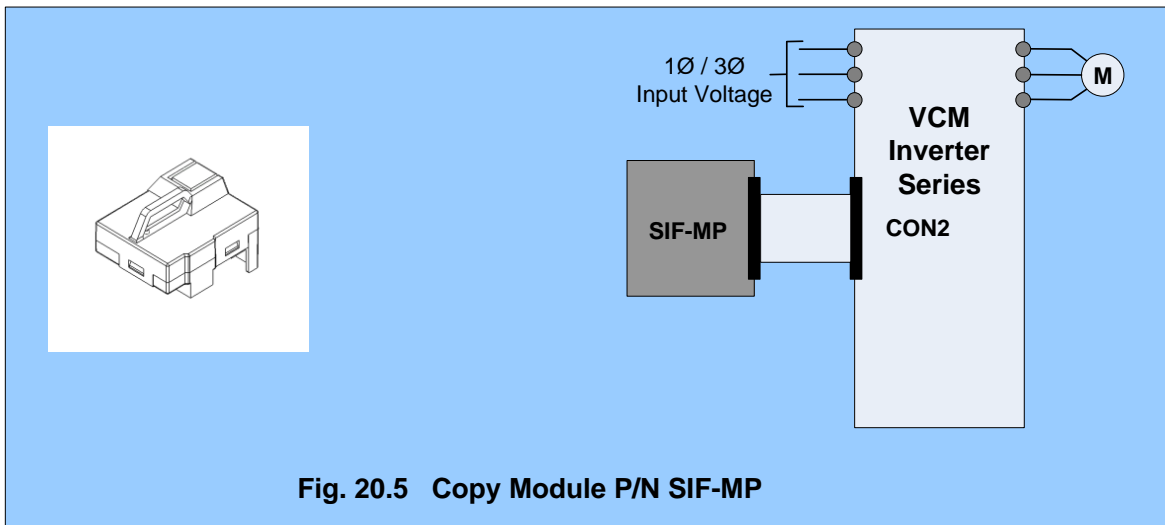 1Ø / 3Ø
Input Voltage
M
VCM
Inverter
Series
SIF-MP
CON2
Fig. 20.5 Copy Module P/N SIF-MP